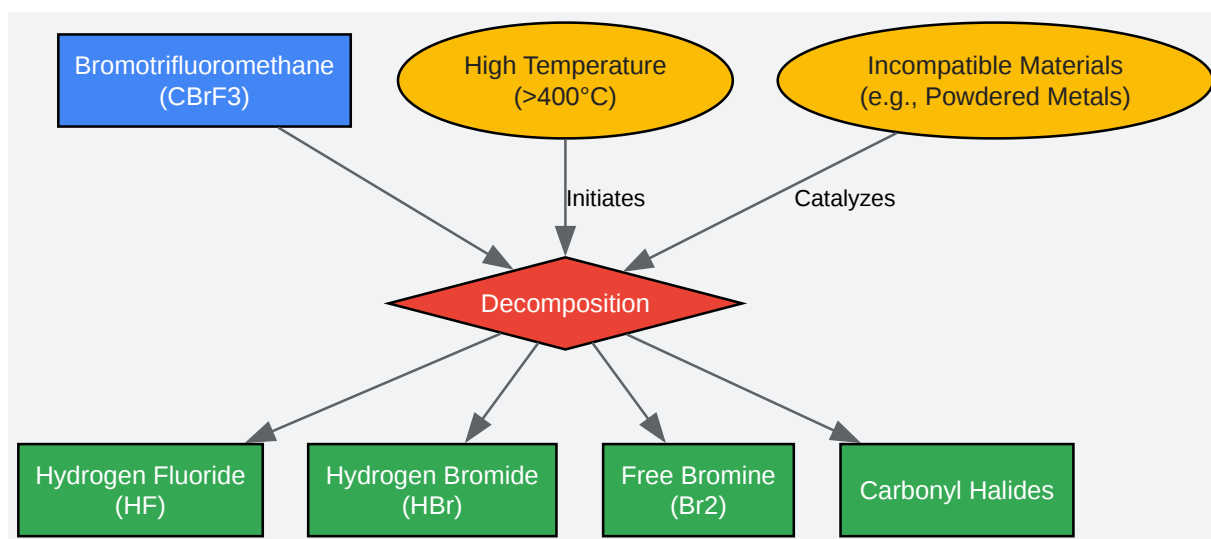 Bromotrifluoromethane
(CBrF3)
High Temperature
(>400°C)
Incompatible Materials
(e.g., Powdered Metals)
Initiates
Catalyzes
Decomposition
Hydrogen Fluoride
(HF)
Hydrogen Bromide
(HBr)
Free Bromine
(Br2)
Carbonyl Halides